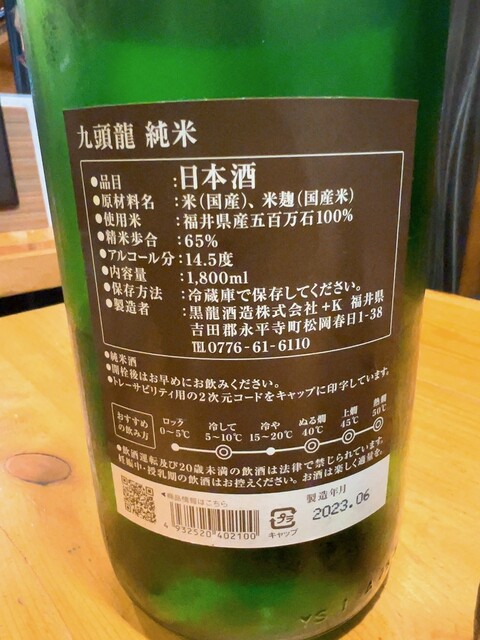 九頭龍 純米
●品目 :日本酒
●原材料名 :米(国産)、米麹(国産米)
●使用米 :福井県産五百万石100%
●精米歩合 :65%
●アルコール分 :14.5度
●内容量 :1,800ml
●保存方法 :冷蔵庫で保存してください。
●製造者 :黒龍酒造株式会社+K 福井県
吉田郡永平寺町松岡春日1-38
℡0776-61-6110
●純米酒
●開栓後はお早めにお飲みください。
●トレーサビリティ用の2次元コードをキャップに印字しています。
おすすめ
の飲み方
ロック
0~5℃
冷して
5~10℃
冷や
15~20℃
ぬる燗
40℃
上燗
45℃
熱燗
50℃
●飲酒運転及び20歳未満の飲酒は法律で禁じられています。
妊娠中・授乳期の飲酒はお控えください。お酒は楽しく適量を。
◀商品情報はこちら
4 932520 402100
プラ
キャップ
製造年月
2023.06